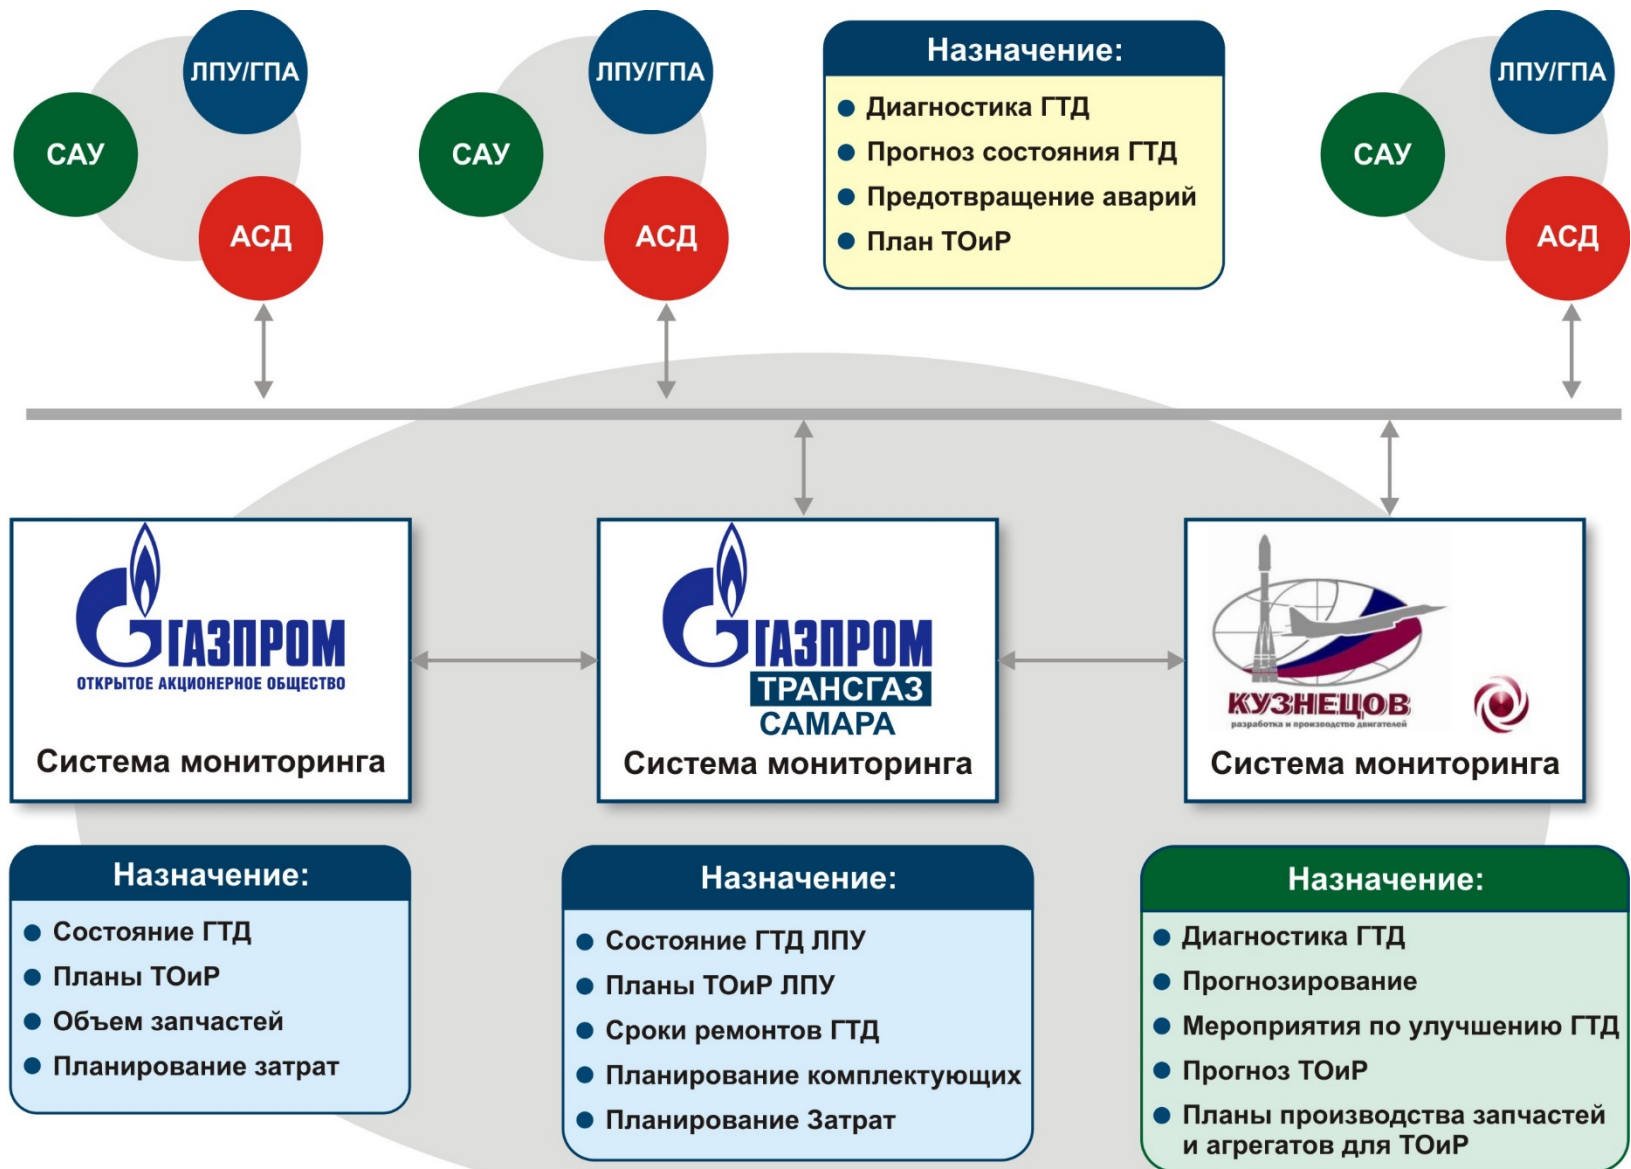 ЛПУ/ГПА
САУ
АСД
ЛПУ/ГПА
САУ
АСД
Назначение:
Диагностика ГТД
Прогноз состояния ГТД
Предотвращение аварий
План ТОиР
ЛПУ/ГПА
САУ
АСД
ГАЗПРОМ
ОТКРЫТОЕ АКЦИОНЕРНОЕ ОБЩЕСТВО
Система мониторинга
ГАЗПРОМ
ТРАНСГАЗ
САМАРА
Система мониторинга
КУЗНЕЦОВ
разработка и производство двигателей
Система мониторинга
Назначение:
Состояние ГТД
Планы ТОиР
Объем запчастей
Планирование затрат
Назначение:
Состояние ГТД ЛПУ
Планы ТОиР ЛПУ
Сроки ремонтов ГТД
Планирование комплектующих
Планирование Затрат
Назначение:
Диагностика ГТД
Прогнозирование
Мероприятия по улучшению ГТД
Прогноз ТОиР
Планы производства запчастей
и агрегатов для ТОиР